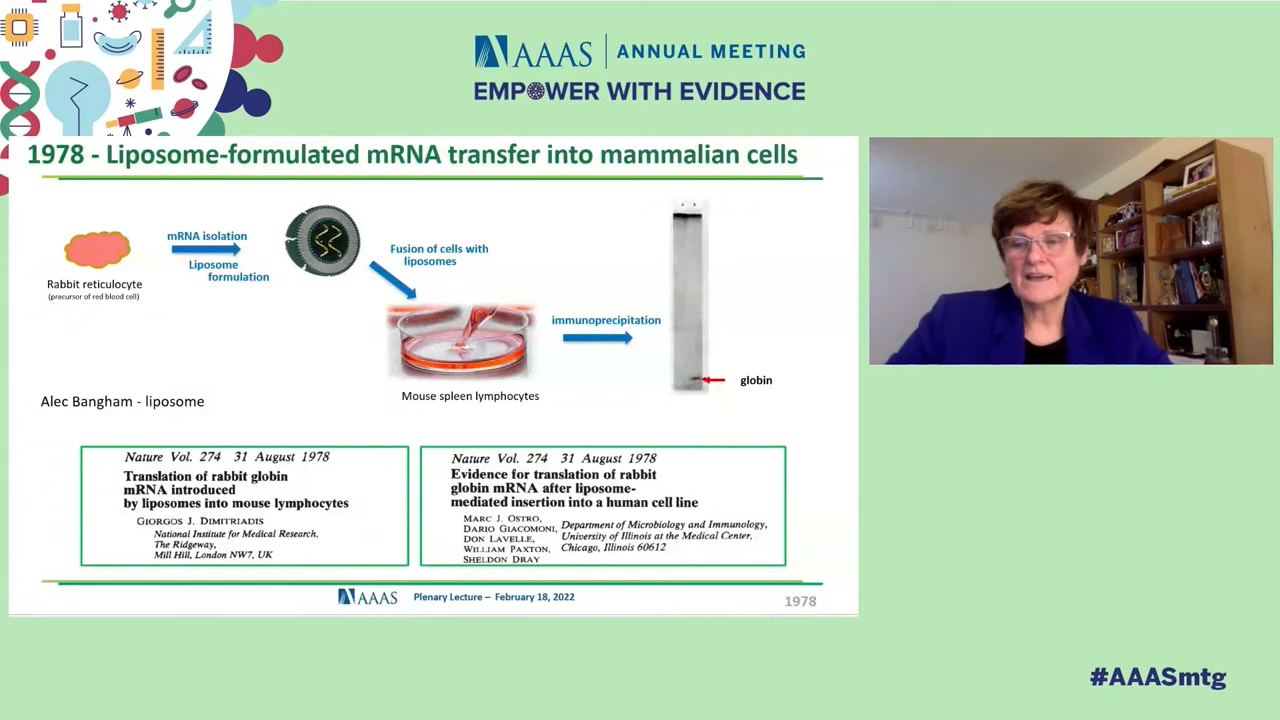 AAAS | ANNUAL MEETING
EMPOWER WITH EVIDENCE
1978 - Liposome-formulated mRNA transfer into mammalian cells
Rabbit reticulocyte
(precursor of red blood cell)
mRNA isolation
Liposome
formulation
Fusion of cells with
liposomes
Mouse spleen lymphocytes
immunoprecipitation
globin
Alec Bangham - liposome
Nature Vol. 274 31 August 1978
Translation of rabbit globin
mRNA introduced
by liposomes into mouse lymphocytes
GIORGOS J. DIMITRIADIS
National Institute for Medical Research,
The Ridgeway,
Mill Hill, London NW7, UK
Nature Vol. 274 31 August 1978
Evidence for translation of rabbit
globin mRNA after liposome-
mediated insertion into a human cell line
MARC J. OSTRO,
DARIO GIACOMONI,
DON LAVELLE,
WILLIAM PAXTON,
SHELDON DRAY
Department of Microbiology and Immunology,
University of Illinois at the Medical Center,
Chicago, Illinois 60612
AAAS Plenary Lecture – February 18, 2022
1978
#AAASmtg